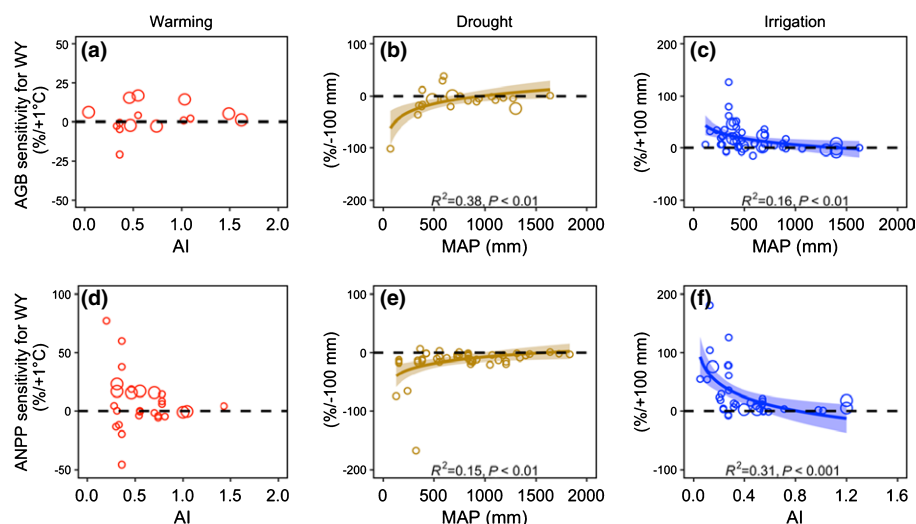 Warming Drought Irrigation
(a) (b) (c)
AGB sensitivity for WY
(%/+1°C)
50
25
0
-25
-50
0.0 0.5 1.0 1.5 2.0
AI
(%/-100 mm)
100
0
-100
-200
R²=0.38, P < 0.01
0 500 1000 1500 2000
MAP (mm)
(%/+100 mm)
200
100
0
-100
R²=0.16, P < 0.01
0 500 1000 1500 2000
MAP (mm)
(d) (e) (f)
ANPP sensitivity for WY
(%/+1°C)
100
50
0
-50
0.0 0.5 1.0 1.5 2.0
AI
(%/-100 mm)
100
0
-100
-200
R²=0.15, P < 0.01
0 500 1000 1500 2000
MAP (mm)
(%/+100 mm)
200
100
0
-100
R²=0.31, P < 0.001
0.0 0.4 0.8 1.2 1.6
AI